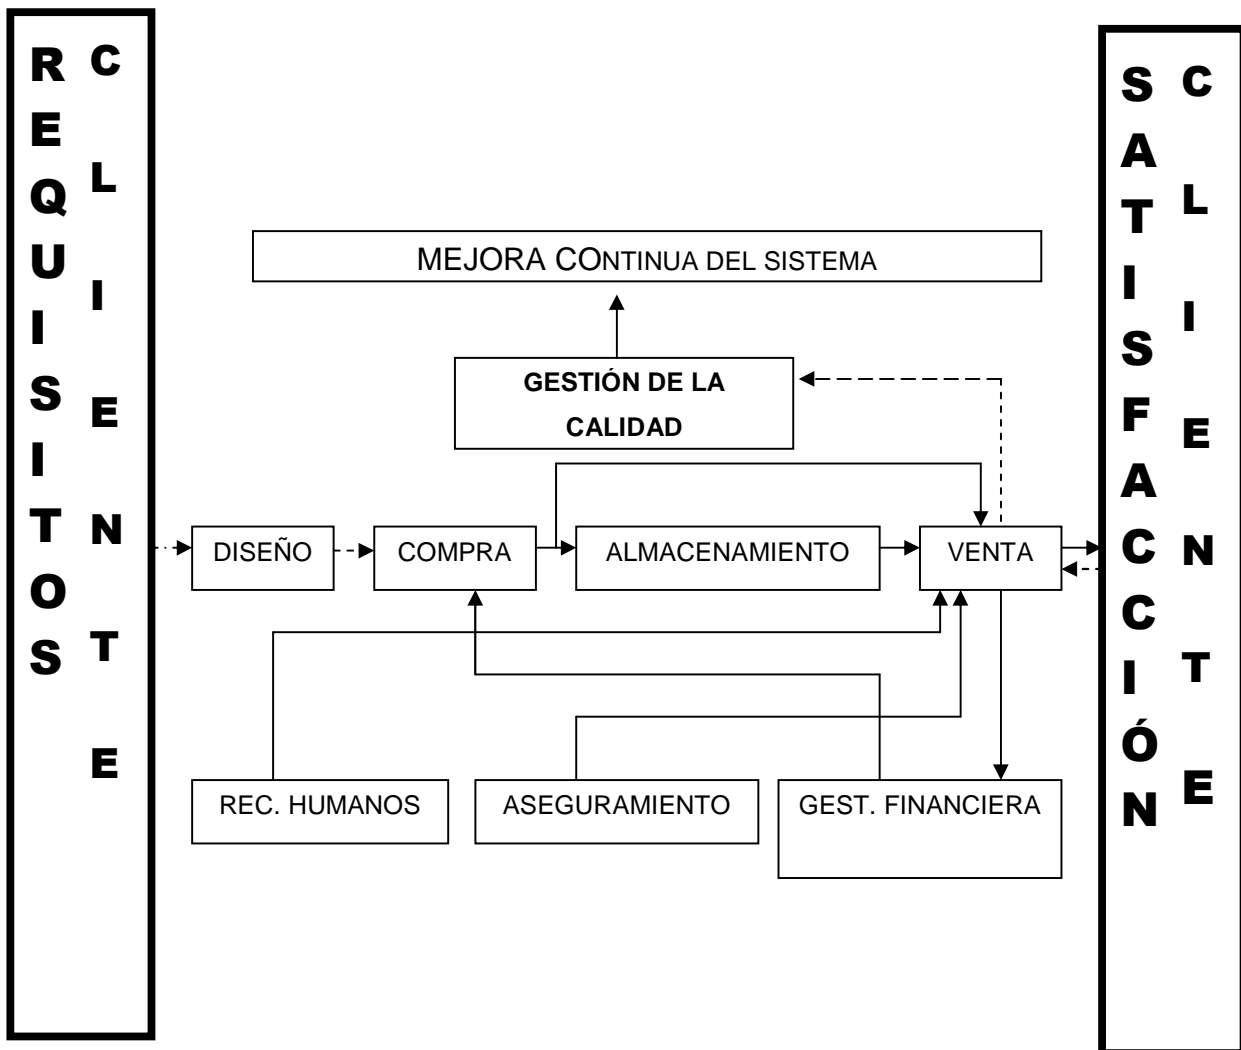 REQUISITOS
CLIENTE
MEJORA CONTINUA DEL SISTEMA
GESTIÓN DE LA
CALIDAD
DISEÑO
COMPRA
ALMACENAMIENTO
VENTA
REC. HUMANOS
ASEGURAMIENTO
GEST. FINANCIERA
SATISFACCIÓN
CLIENTE